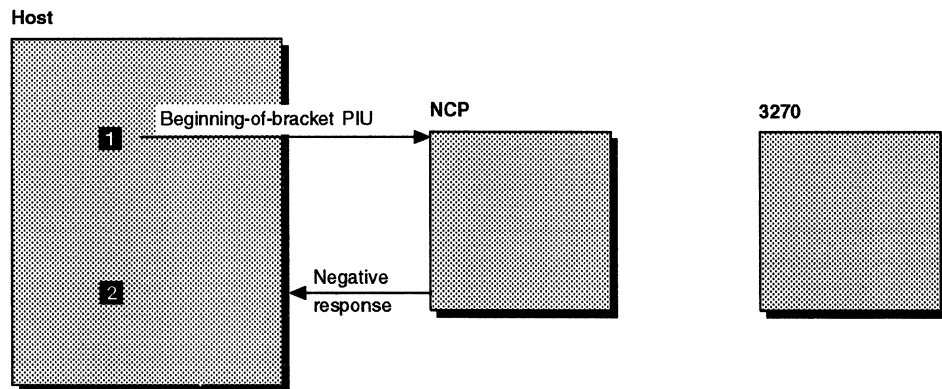 Host
NCP
3270
1
Beginning-of-bracket PIU
2
Negative
response